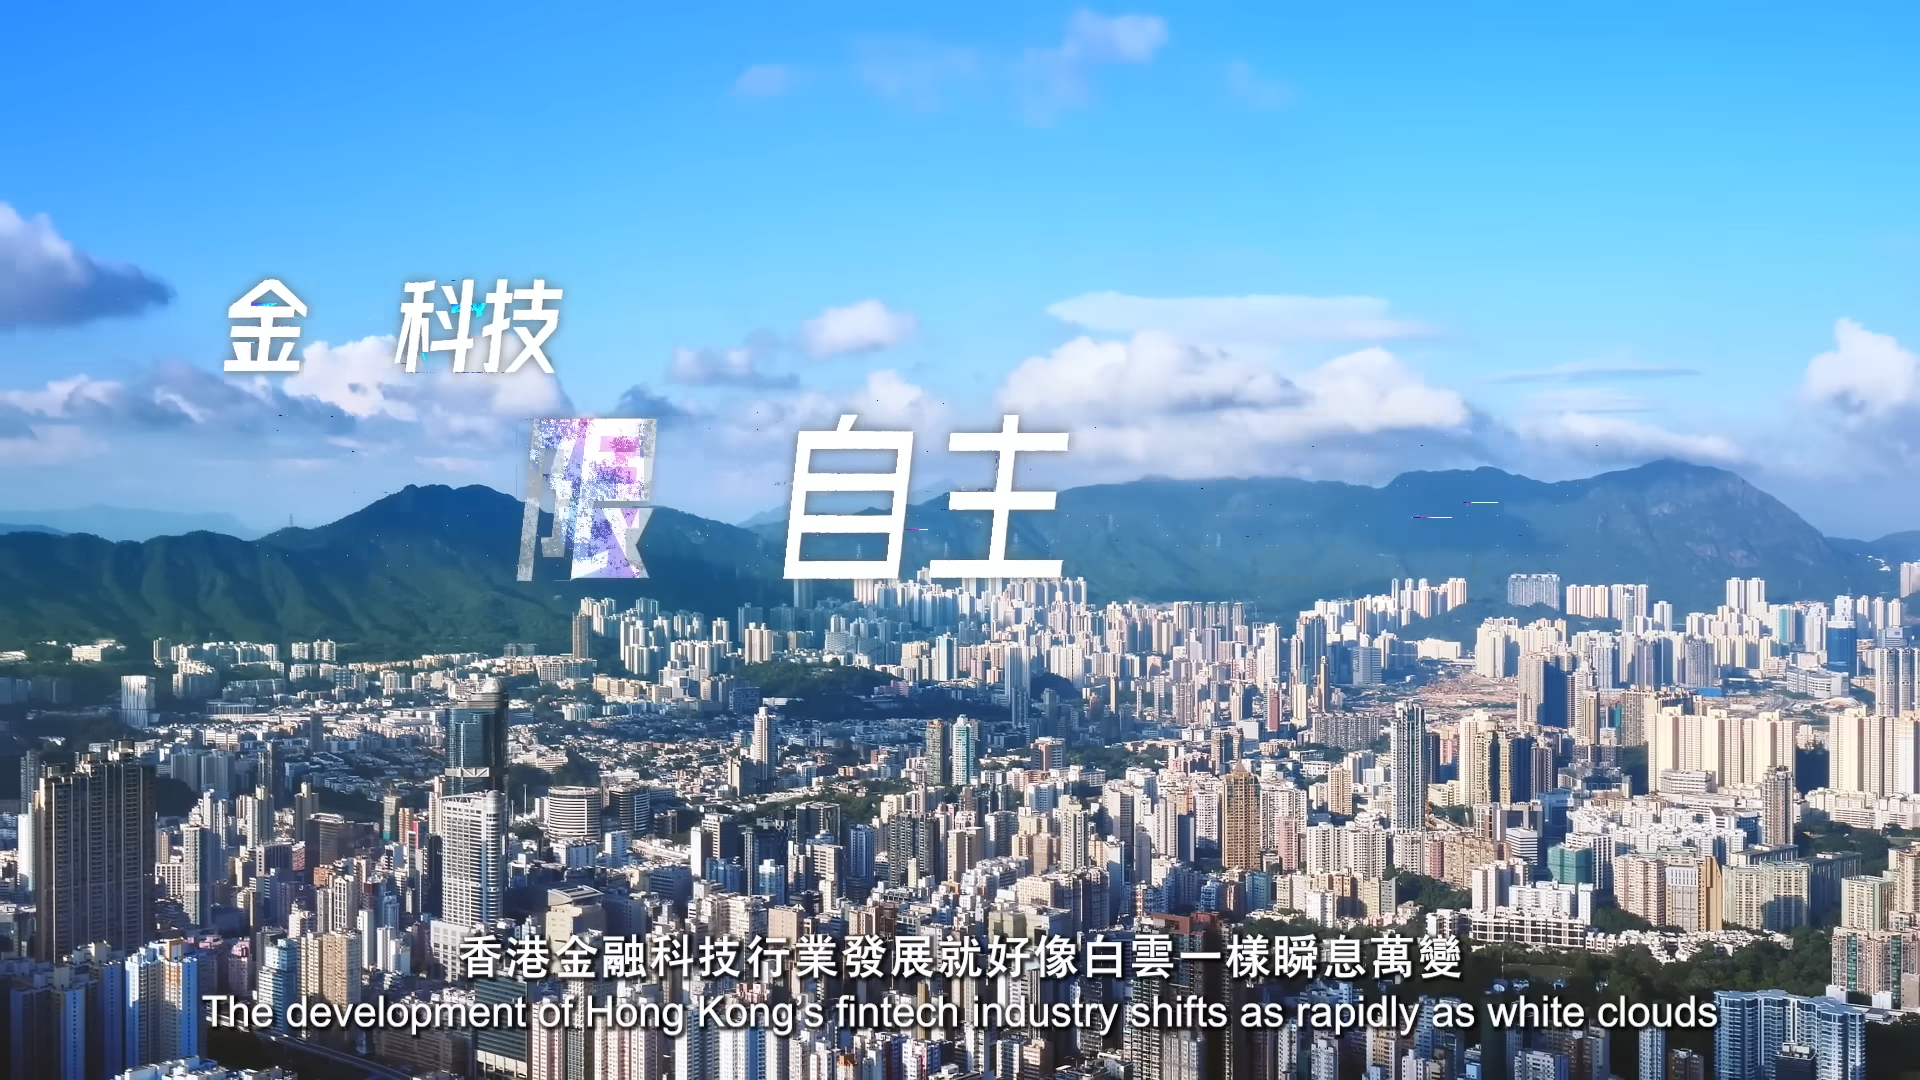 金 科技
限 自主
香港金融科技行業發展就好像白雲一樣瞬息萬變
The development of Hong Kong's fintech industry shifts as rapidly as white clouds